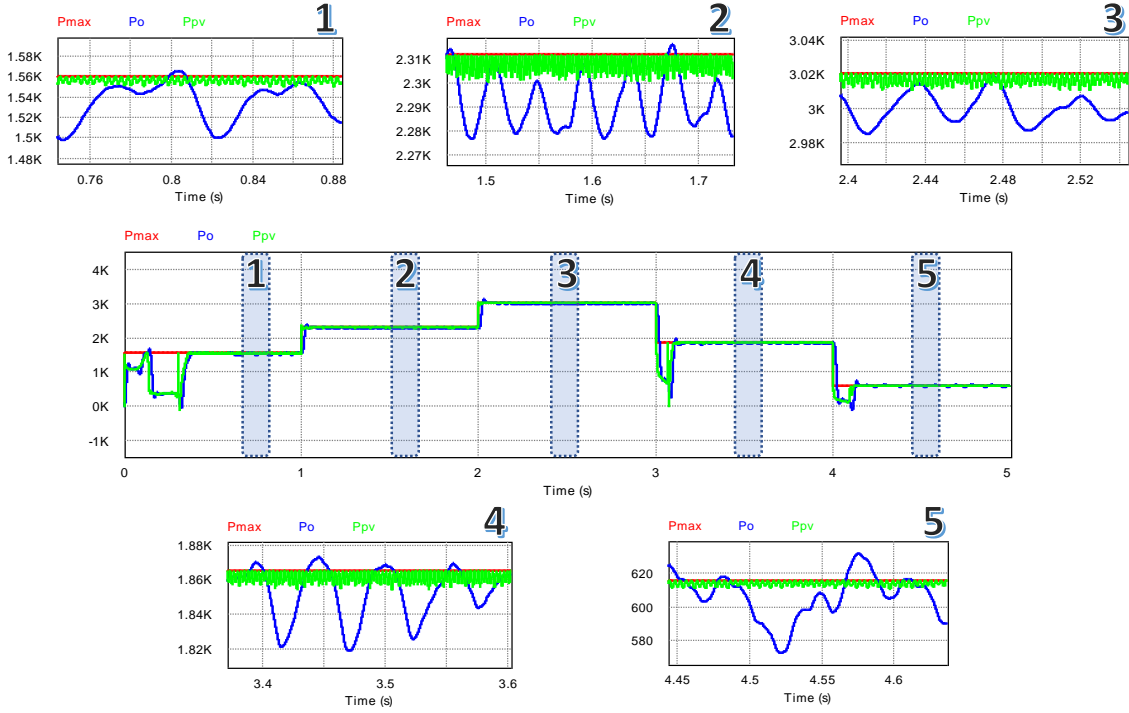 Pmax Po Ppv 1
1.58K
1.56K
1.54K
1.52K
1.5K
1.48K
0.76 0.8 0.84 0.88
Time (s)
Pmax Po Ppv 2
2.31K
2.3K
2.29K
2.28K
2.27K
1.5 1.6 1.7
Time (s)
Pmax Po Ppv 3
3.04K
3.02K
3K
2.98K
2.4 2.44 2.48 2.52
Time (s)
Pmax Po Ppv
1 2 3 4 5
4K
3K
2K
1K
0K
-1K
0 1 2 3 4 5
Time (s)
Pmax Po Ppv 4
1.88K
1.86K
1.84K
1.82K
3.4 3.5 3.6
Time (s)
Pmax Po Ppv 5
620
600
580
4.45 4.5 4.55 4.6
Time (s)